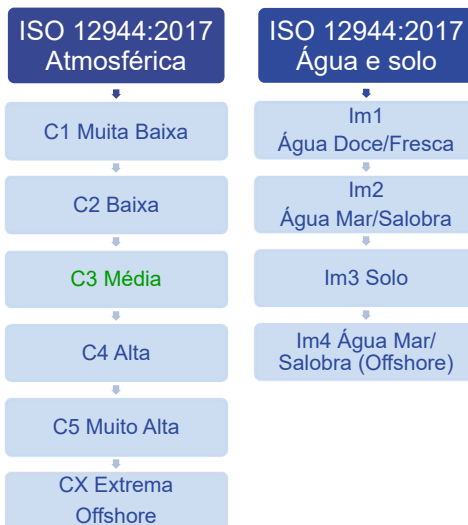 ISO 12944:2017
Atmosférica
C1 Muita Baixa
C2 Baixa
C3 Média
C4 Alta
C5 Muito Alta
CX Extrema
Offshore
ISO 12944:2017
Água e solo
Im1
Água Doce/Fresca
Im2
Água Mar/Salobra
Im3 Solo
Im4 Água Mar/
Salobra (Offshore)